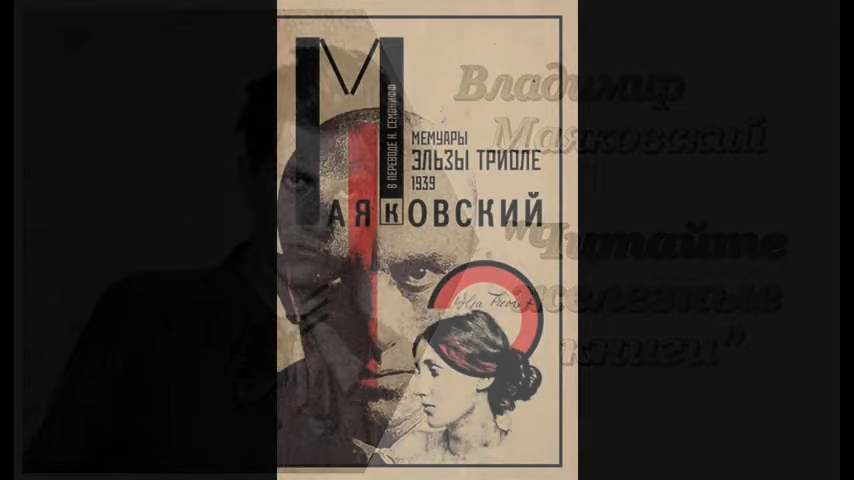 М
МЕМУАРЫ
ЭЛЬЗЫ ТРИОЛЕ
1939
АЯКОВСКИЙ
В ПЕРЕВОДЕ Н. СЕМОНИФФ
Владимир
Маяковский
"Читайте
железные
книги"